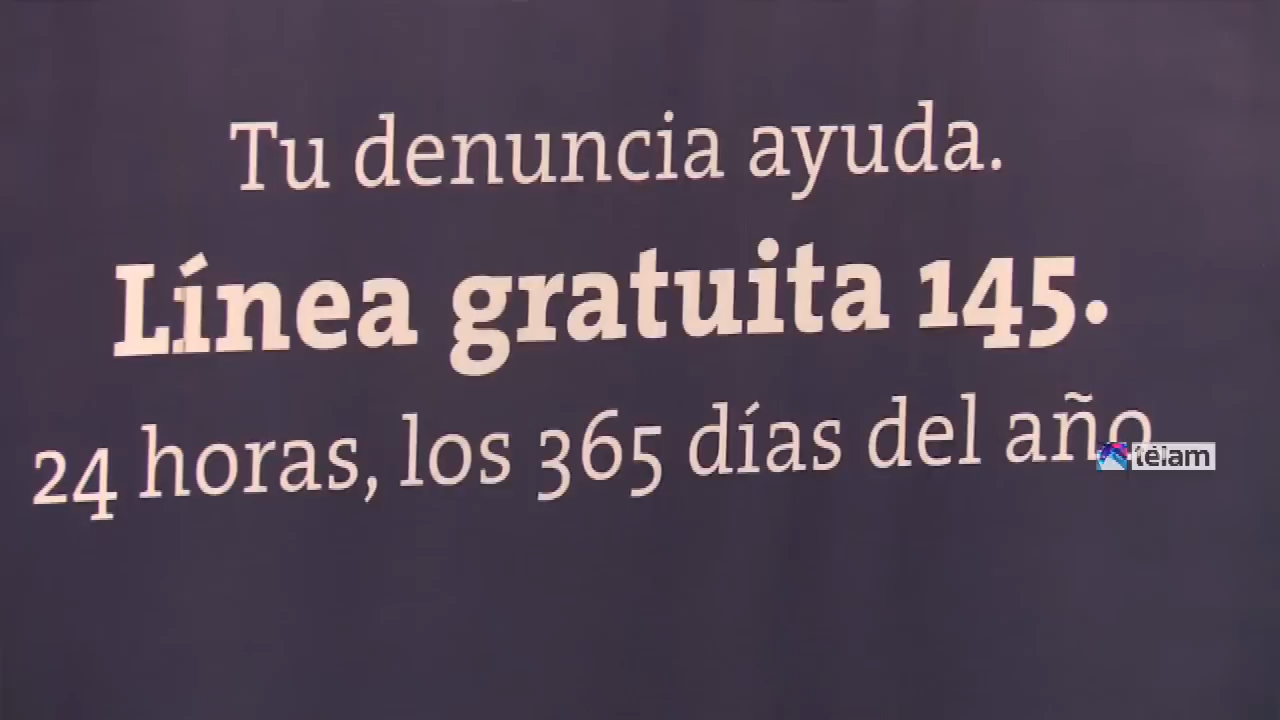 Tu denuncia ayuda.
Línea gratuita 145.
24 horas, los 365 días del año
télam